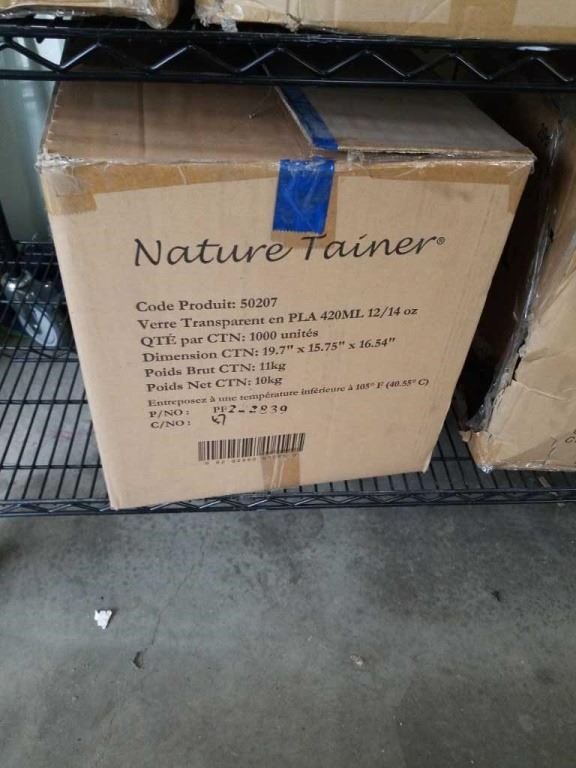 Nature Tainer®
Code Produit: 50207
Verre Transparent en PLA 420ML 12/14 oz
QTÉ par CTN: 1000 unités
Dimension CTN: 19.7" x 15.75" x 16.54"
Poids Brut CTN: 11kg
Poids Net CTN: 10kg
Entreposez à une température inférieure à 105° F (40.55° C)
P/NO :
C/NO :